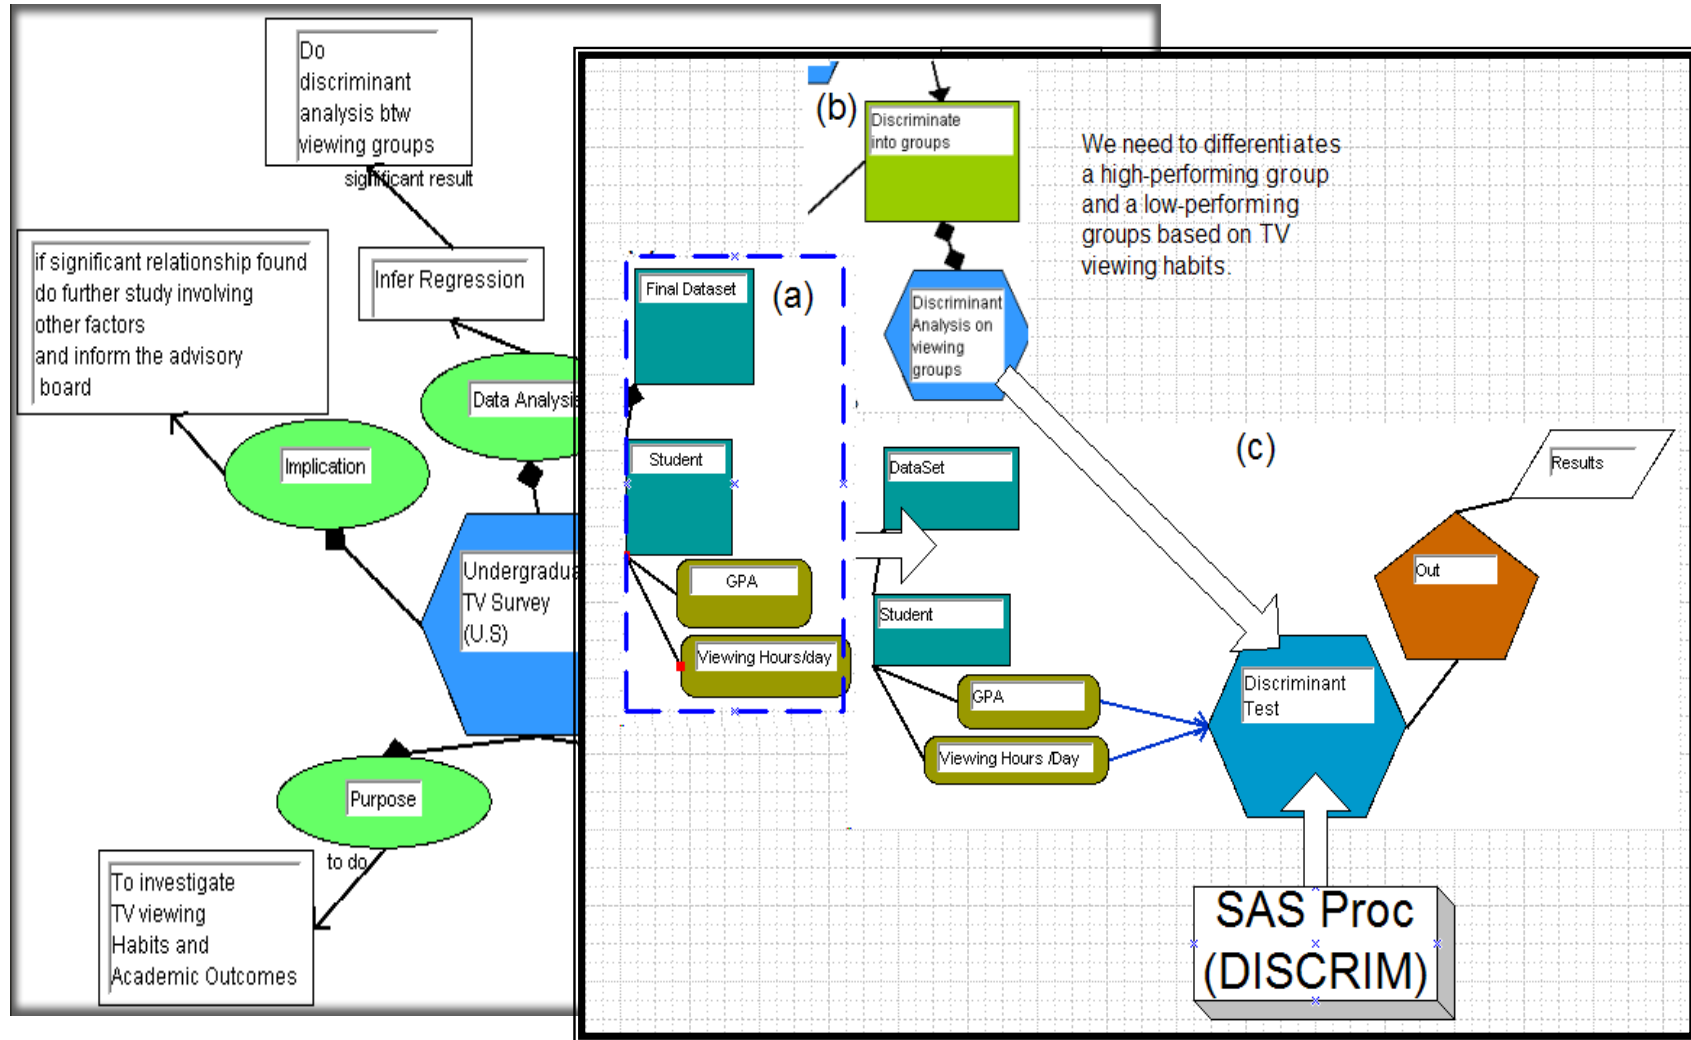 Do
discriminant
analysis btw
viewing groups
significant result
if significant relationship found
do further study involving
other factors
and inform the advisory
board
Infer Regression
Data Analysis
Implication
Undergradua
TV Survey
(U.S)
Purpose
to do
To investigate
TV viewing
Habits and
Academic Outcomes
(b)
Discriminate
into groups
We need to differentiates
a high-performing group
and a low-performing
groups based on TV
viewing habits.
(a)
Final Dataset
Student
GPA
Viewing Hours/day
Discriminant
Analysis on
viewing
groups
(c)
DataSet
Student
GPA
Viewing Hours /Day
Results
Out
Discriminant
Test
SAS Proc
(DISCRIM)